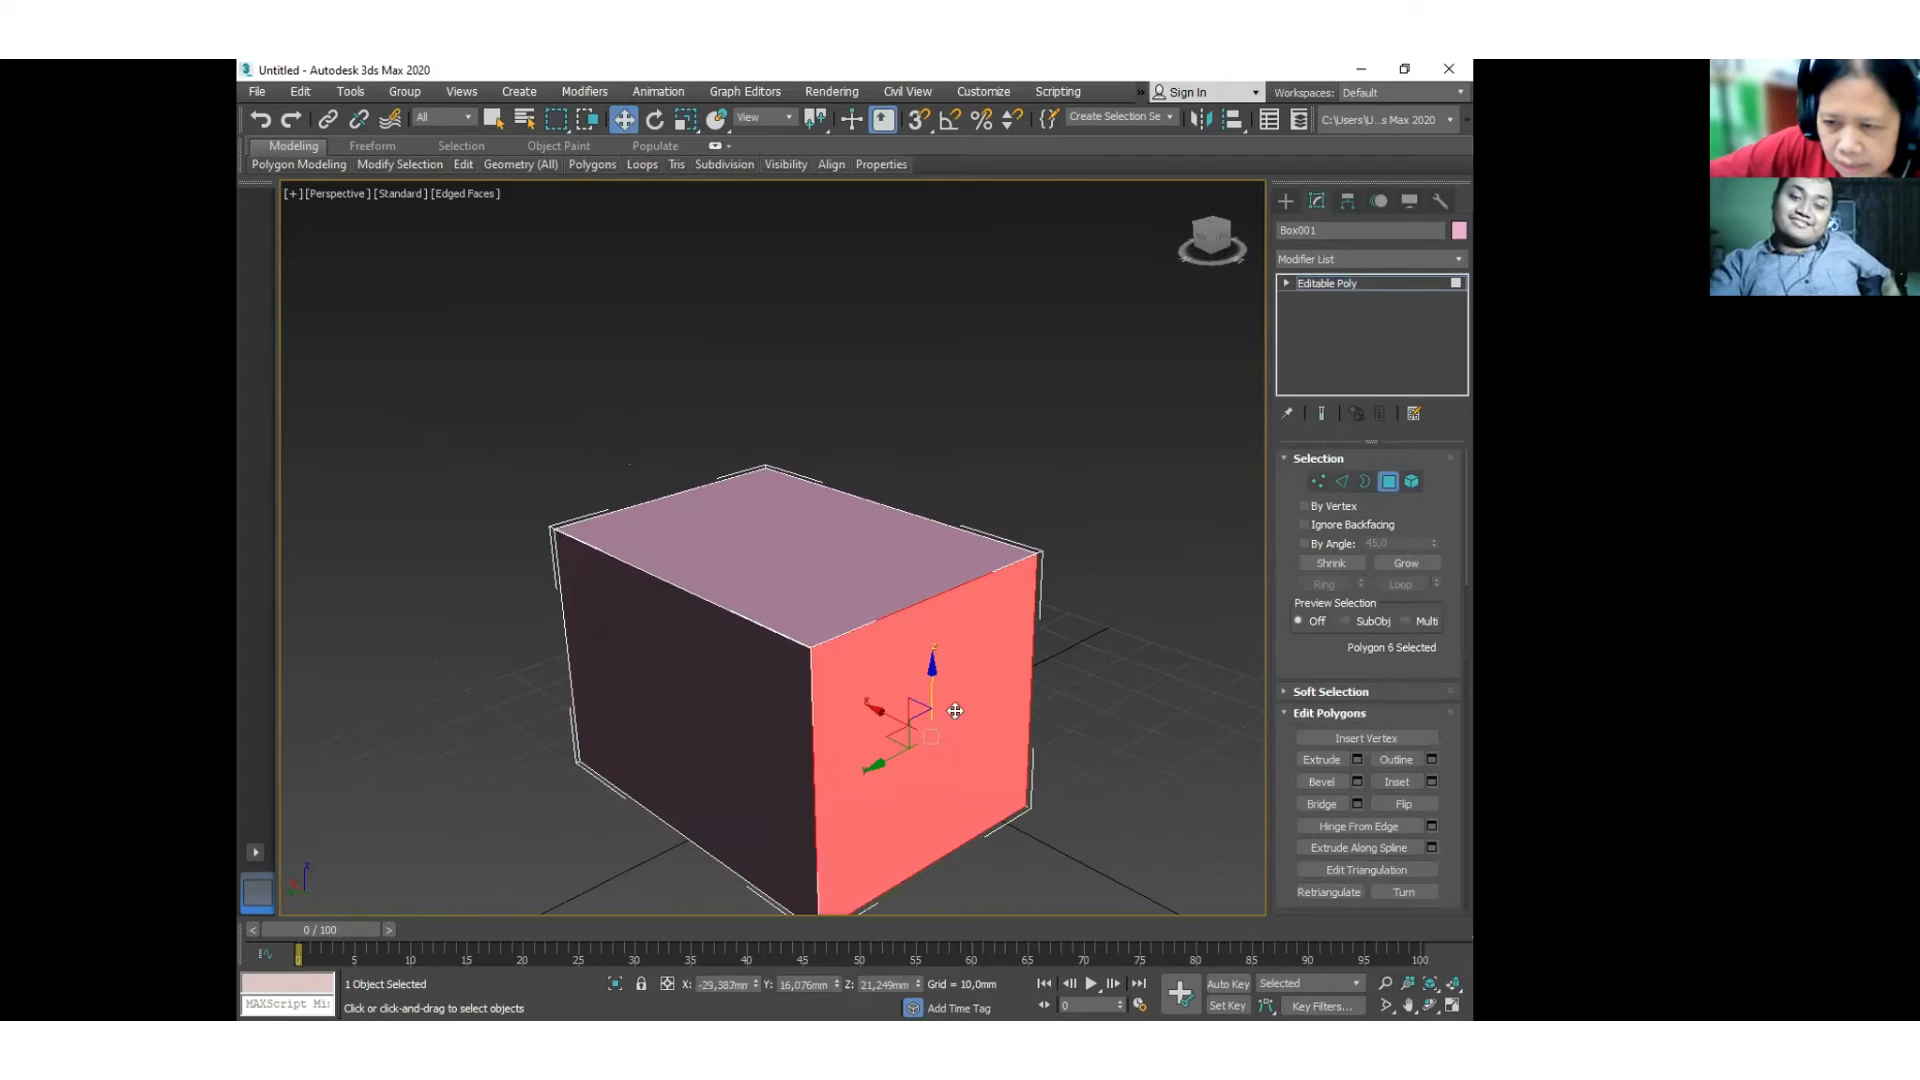 Untitled - Autodesk 3ds Max 2020
File Edit Tools Group Views Create Modifiers Animation Graph Editors Rendering Civil View Customize Scripting » Sign In Workspaces: Default
All View Create Selection Se C:\Users\U...s Max 2020
Modeling Freeform Selection Object Paint Populate
Polygon Modeling Modify Selection Edit Geometry (All) Polygons Loops Tris Subdivision Visibility Align Properties
[+] [Perspective] [Standard] [Edged Faces]
Box001
Modifier List
Editable Poly
Selection
By Vertex
Ignore Backfacing
By Angle: 45,0
Shrink Grow
Ring Loop
Preview Selection
Off SubObj Multi
Polygon 6 Selected
Soft Selection
Edit Polygons
Insert Vertex
Extrude Outline
Bevel Inset
Bridge Flip
Hinge From Edge
Extrude Along Spline
Edit Triangulation
Retriangulate Turn
< 0 / 100 >
0 5 10 15 20 25 30 35 40 45 50 55 60 65 70 75 80 85 90 95 100
1 Object Selected X: -29,387mm Y: 16,076mm Z: 21,249mm Grid = 10,0mm Auto Key Selected
MAXScript Mi Click or click-and-drag to select objects Add Time Tag 0 Set Key Key Filters...